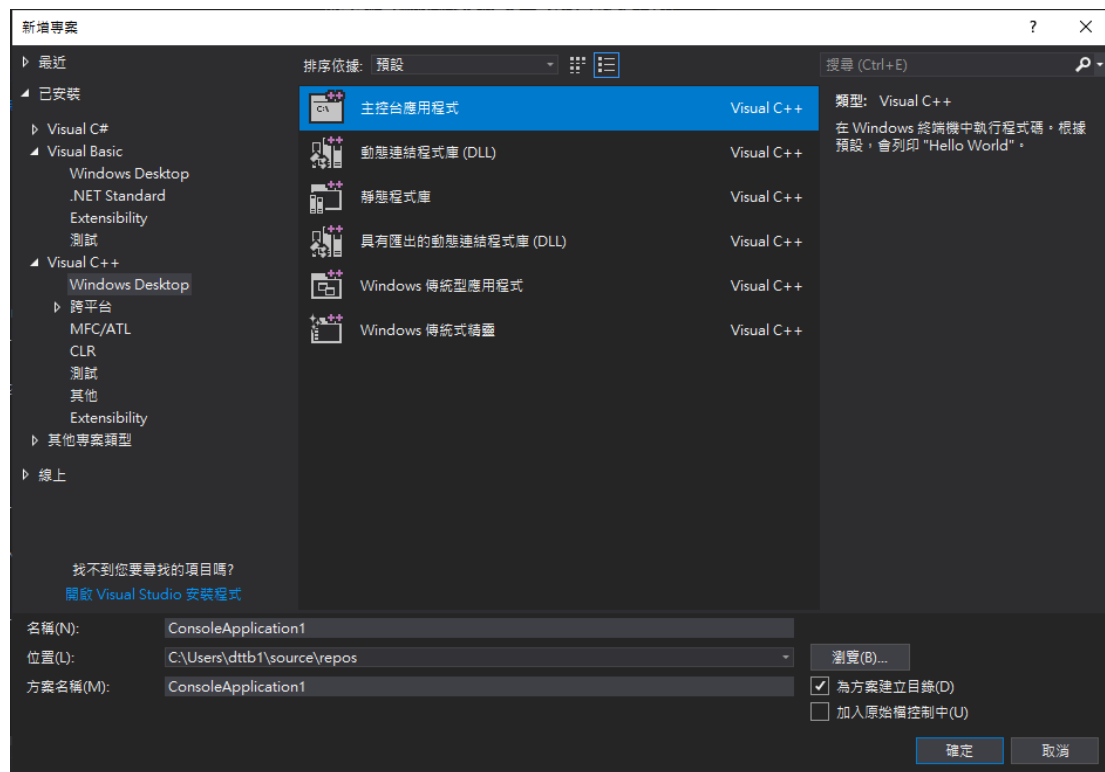 新增專案
最近
已安裝
Visual C#
Visual Basic
Windows Desktop
.NET Standard
Extensibility
測試
Visual C++
Windows Desktop
跨平台
MFC/ATL
CLR
測試
其他
Extensibility
其他專案類型
線上
找不到您要尋找的項目嗎?
開啟 Visual Studio 安裝程式
排序依據: 預設
主控台應用程式 Visual C++
動態連結程式庫 (DLL) Visual C++
靜態程式庫 Visual C++
具有匯出的動態連結程式庫 (DLL) Visual C++
Windows 傳統型應用程式 Visual C++
Windows 傳統式精靈 Visual C++
搜尋 (Ctrl+E)
類型: Visual C++
在 Windows 終端機中執行程式碼。根據
預設，會列印 "Hello World"。
名稱(N): ConsoleApplication1
位置(L): C:\Users\dttb1\source\repos
瀏覽(B)...
方案名稱(M): ConsoleApplication1
為方案建立目錄(D)
加入原始檔控制中(U)
確定
取消